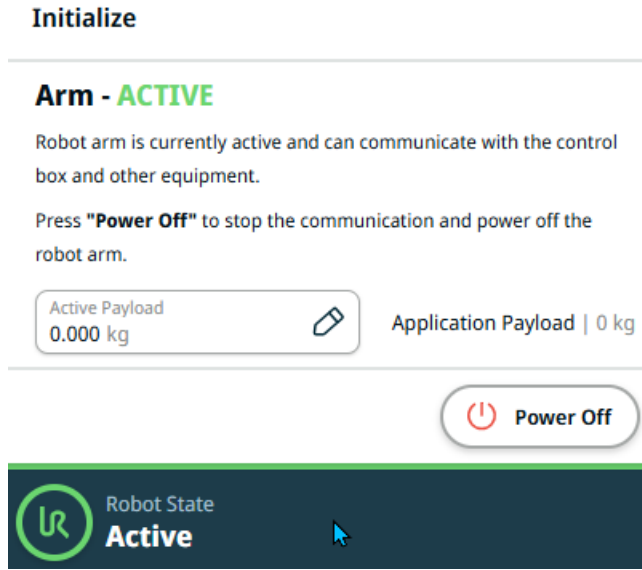 Initialize
Arm - ACTIVE
Robot arm is currently active and can communicate with the control
box and other equipment.
Press "Power Off" to stop the communication and power off the
robot arm.
Active Payload
0.000 kg
Application Payload | 0 kg
Power Off
UR
Robot State
Active